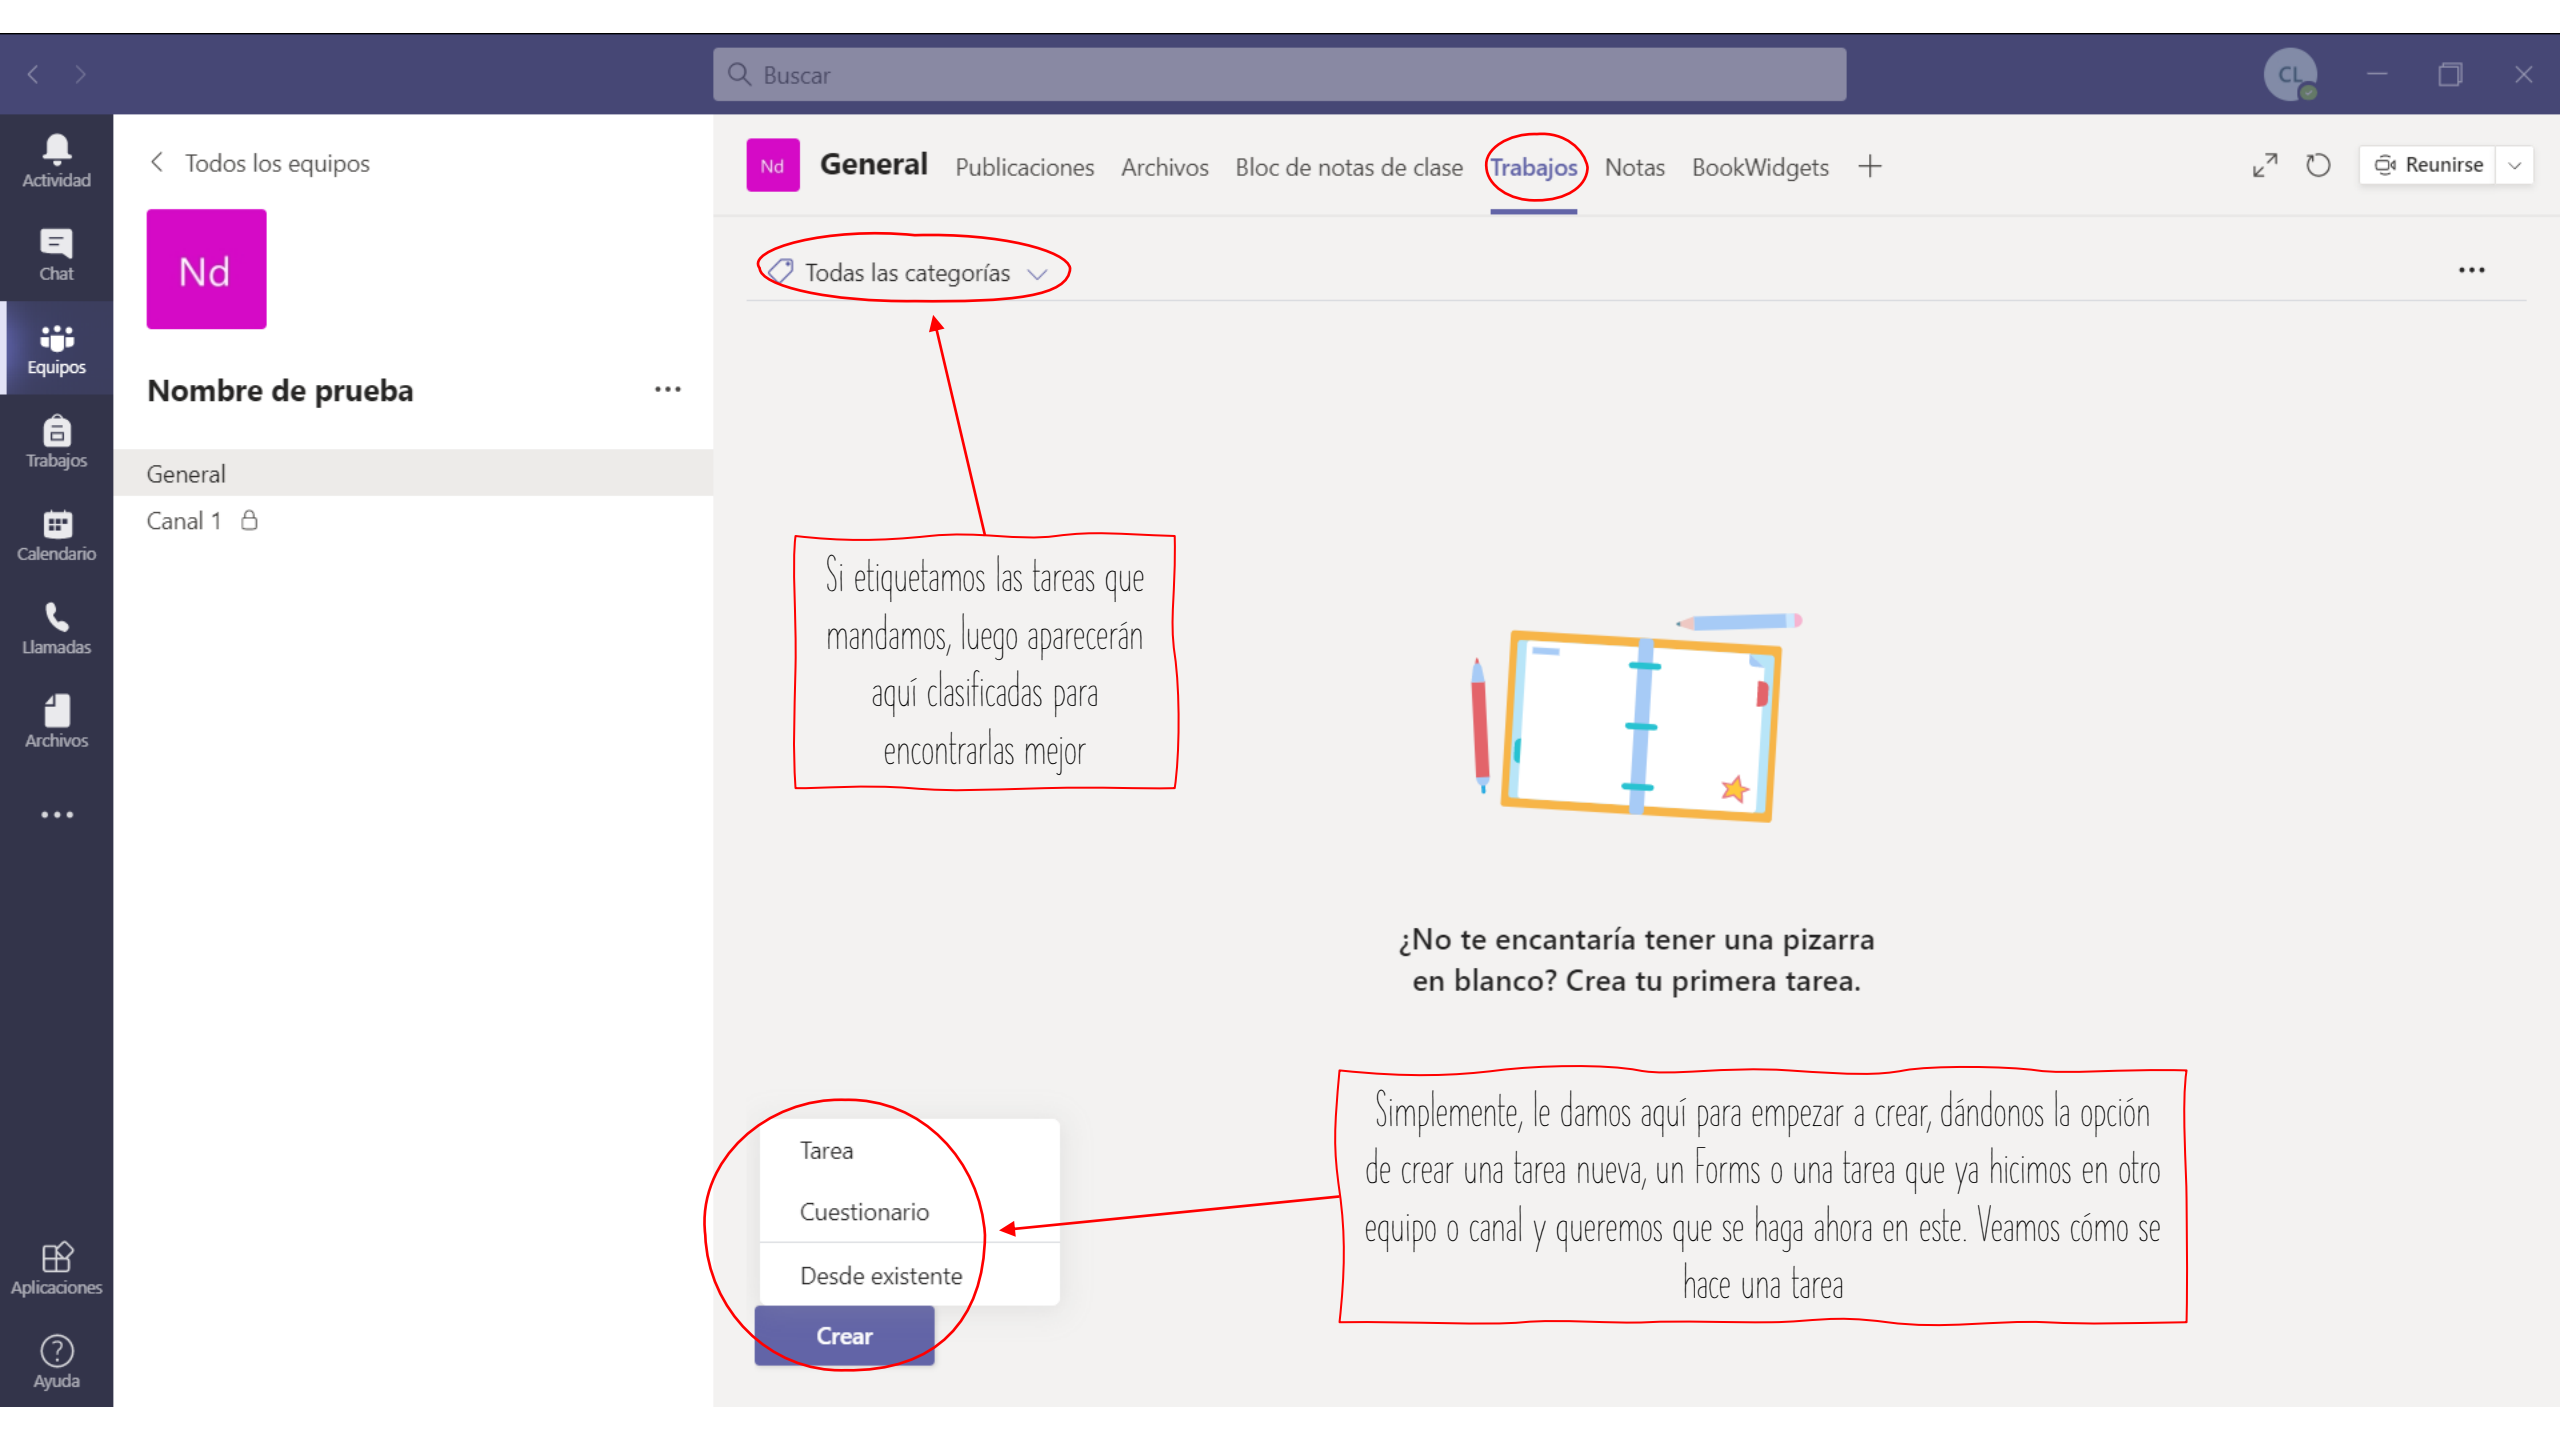 Buscar
CL
Actividad
Chat
Equipos
Trabajos
Calendario
Llamadas
Archivos
Aplicaciones
Ayuda
Todos los equipos
Nd
Nombre de prueba
General
Canal 1
Nd General Publicaciones Archivos Bloc de notas de clase Trabajos Notas BookWidgets
Reunirse
Todas las categorías
Si etiquetamos las tareas que
mandamos, luego aparecerán
aquí clasificadas para
encontrarlas mejor
¿No te encantaría tener una pizarra
en blanco? Crea tu primera tarea.
Tarea
Cuestionario
Desde existente
Crear
Simplemente, le damos aquí para empezar a crear, dándonos la opción
de crear una tarea nueva, un Forms o una tarea que ya hicimos en otro
equipo o canal y queremos que se haga ahora en este. Veamos cómo se
hace una tarea